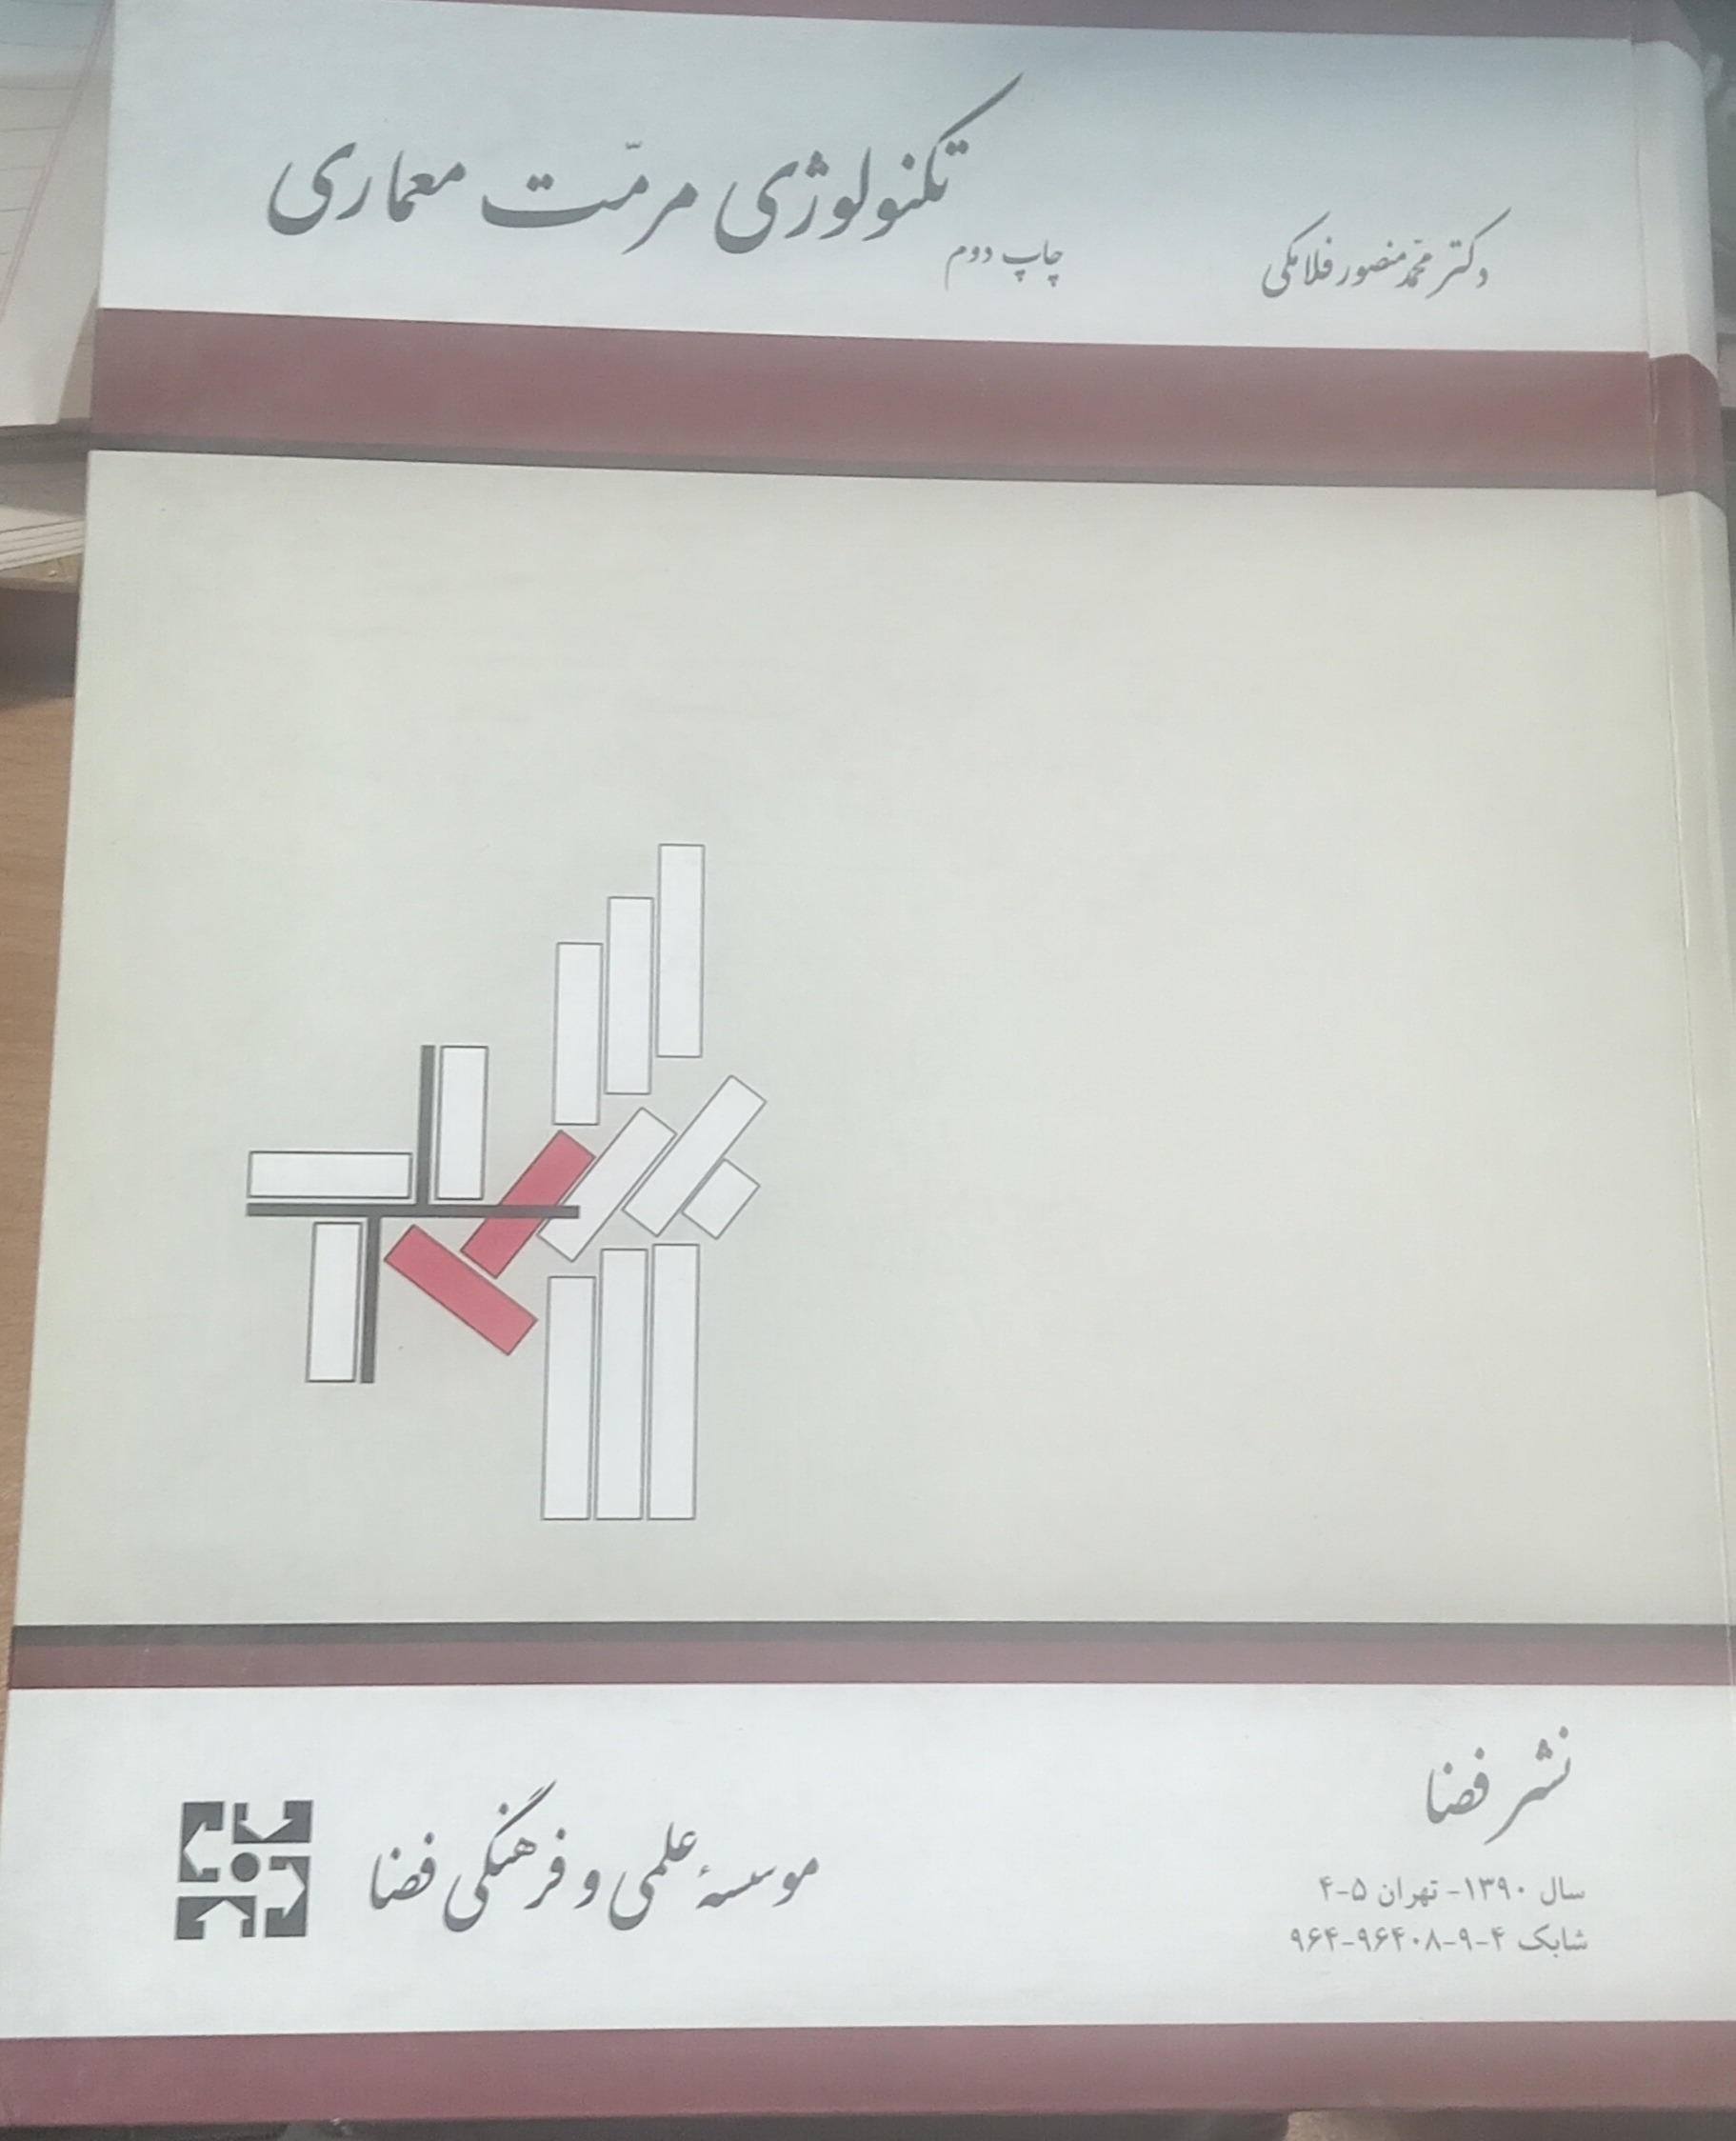 تکنولوژی مرمّت معماری
دکتر محمّد منصور فلامکی
چاپ دوم
نشر فضا
موسسهٔ علمی و فرهنگی فضا
سال ۱۳۹۰- تهران ۵-۴
شابک ۴-۹-۹۶۴۰۸-۹۶۴